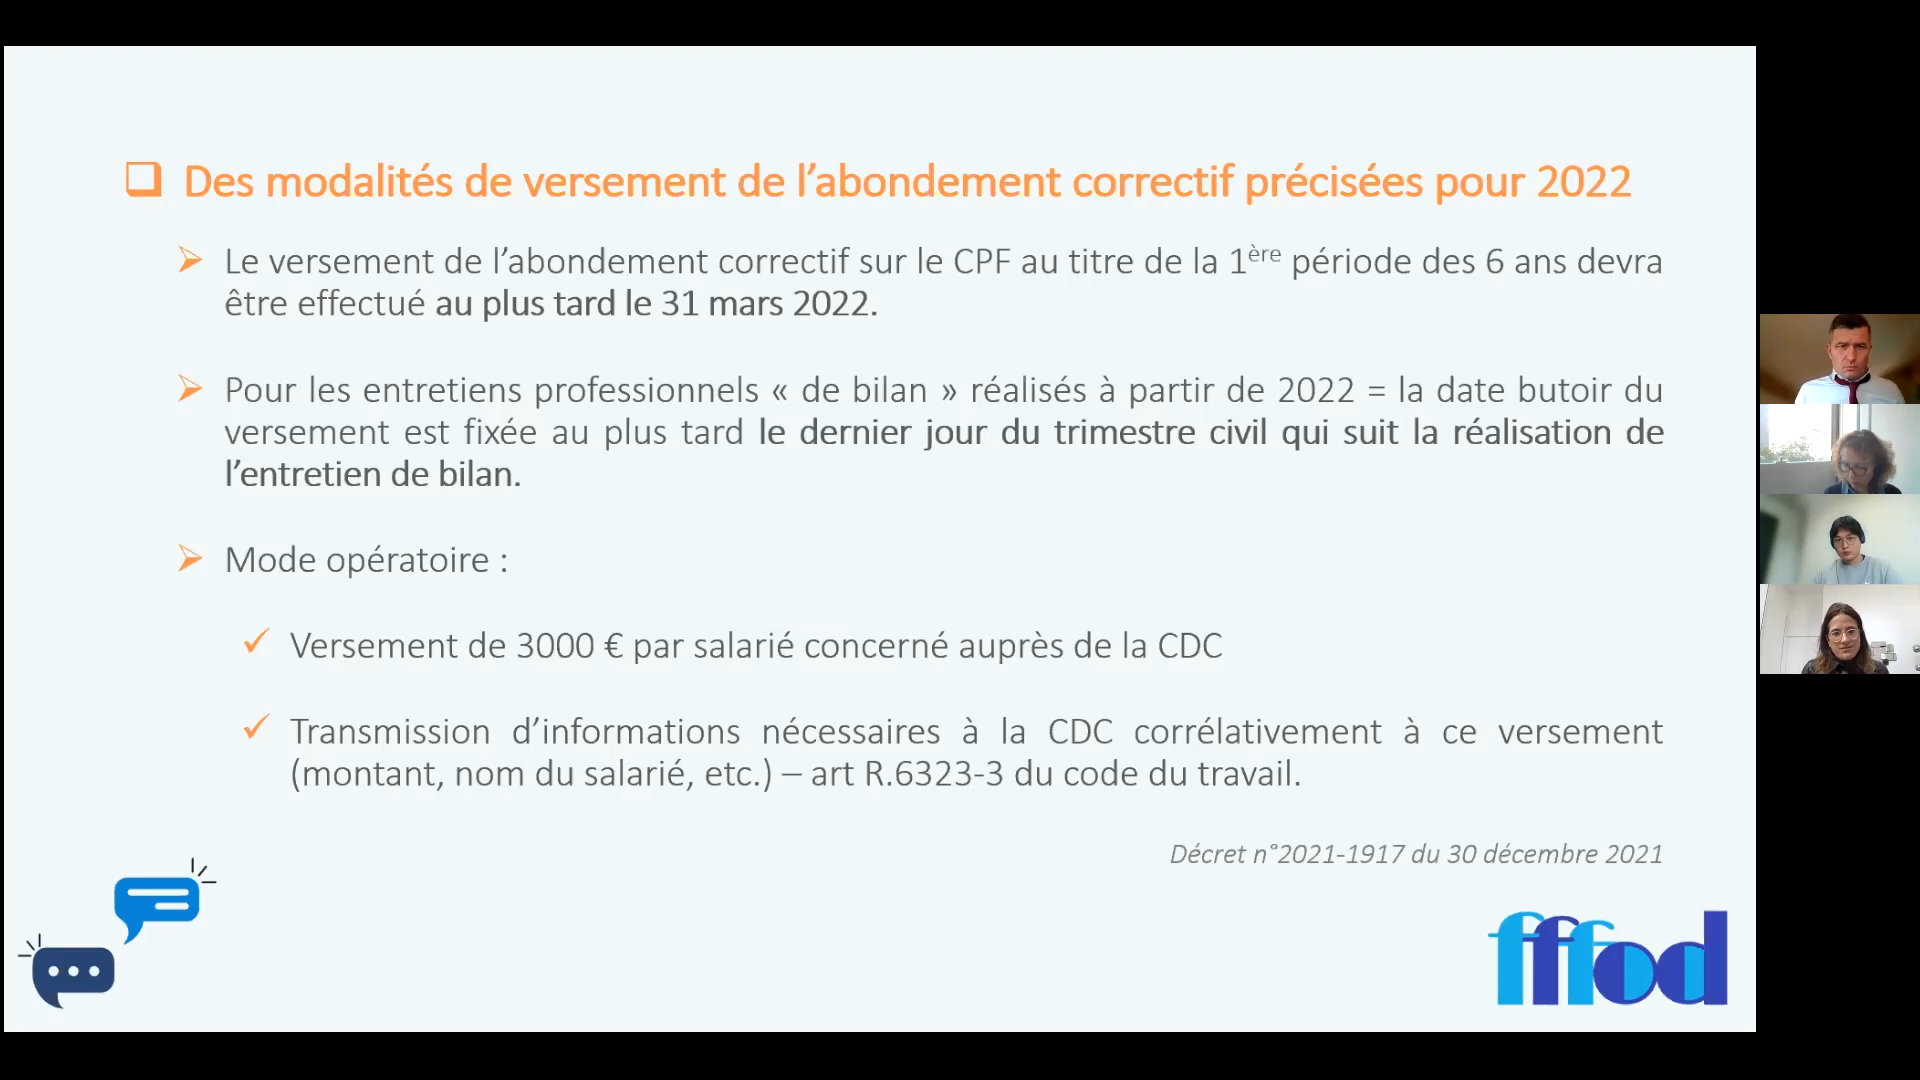 Des modalités de versement de l’abondement correctif précisées pour 2022
Le versement de l’abondement correctif sur le CPF au titre de la 1ère période des 6 ans devra
être effectué au plus tard le 31 mars 2022.
Pour les entretiens professionnels « de bilan » réalisés à partir de 2022 = la date butoir du
versement est fixée au plus tard le dernier jour du trimestre civil qui suit la réalisation de
l’entretien de bilan.
Mode opératoire :
Versement de 3000 € par salarié concerné auprès de la CDC
Transmission d’informations nécessaires à la CDC corrélativement à ce versement
(montant, nom du salarié, etc.) – art R.6323-3 du code du travail.
Décret n°2021-1917 du 30 décembre 2021
fffod